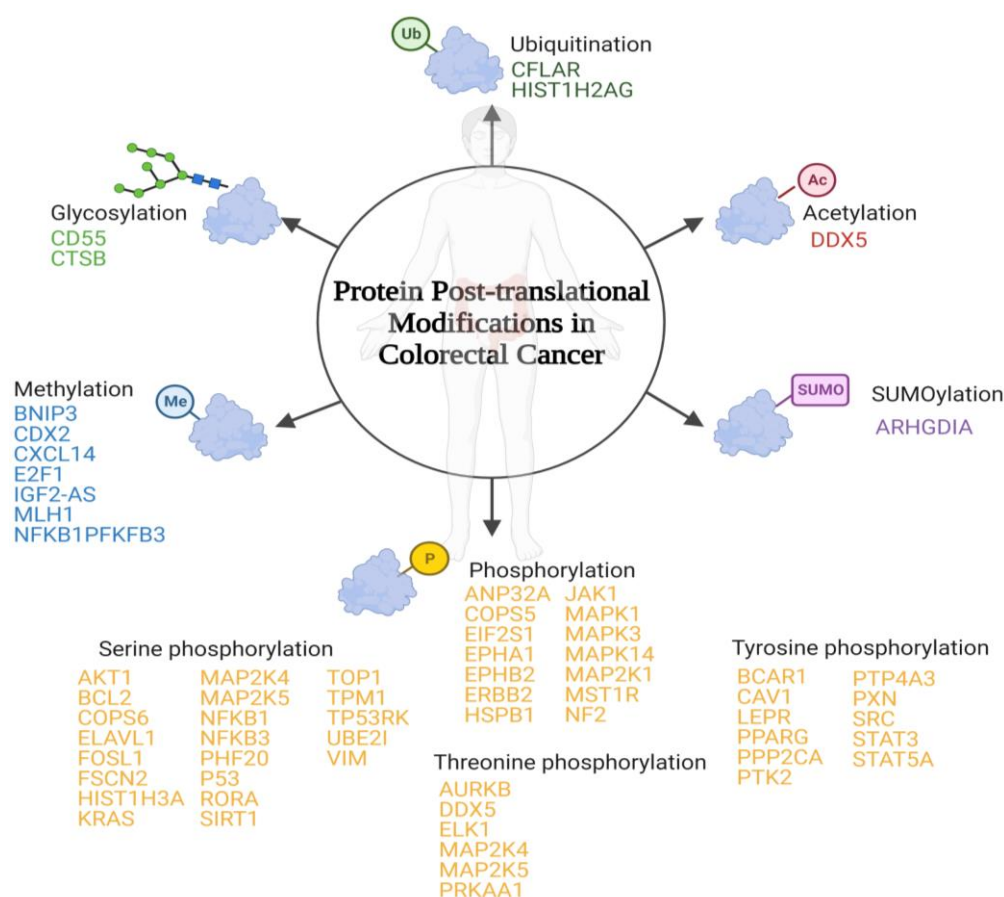 Ub
Ubiquitination
CFLAR
HIST1H2AG
Glycosylation
CD55
CTSB
Ac
Acetylation
DDX5
Protein Post-translational
Modifications in
Colorectal Cancer
Methylation
Me
BNIP3
CDX2
CXCL14
E2F1
IGF2-AS
MLH1
NFKB1PFKFB3
SUMO
SUMOylation
ARHGDIA
P
Phosphorylation
ANP32A JAK1
COPS5 MAPK1
EIF2S1 MAPK3
EPHA1 MAPK14
EPHB2 MAP2K1
ERBB2 MST1R
HSPB1 NF2
Serine phosphorylation
AKT1 MAP2K4 TOP1
BCL2 MAP2K5 TPM1
COPS6 NFKB1 TP53RK
ELAVL1 NFKB3 UBE2I
FOSL1 PHF20 VIM
FSCN2 P53
HIST1H3A RORA
KRAS SIRT1
Threonine phosphorylation
AURKB
DDX5
ELK1
MAP2K4
MAP2K5
PRKAA1
Tyrosine phosphorylation
BCAR1 PTP4A3
CAV1 PXN
LEPR SRC
PPARG STAT3
PPP2CA STAT5A
PTK2